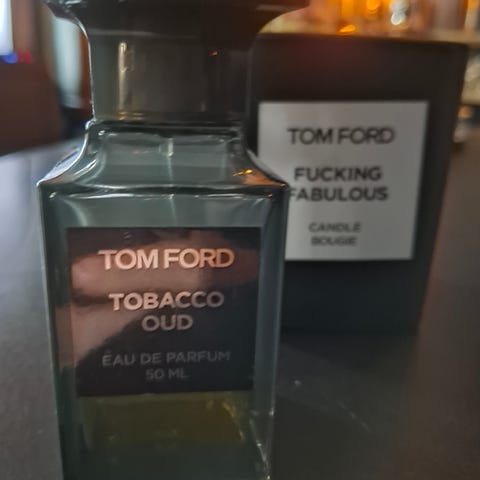 TOM FORD
TOBACCO
OUD
EAU DE PARFUM
50 ML
TOM FORD
FUCKING
FABULOUS
CANDLE
BOUGIE